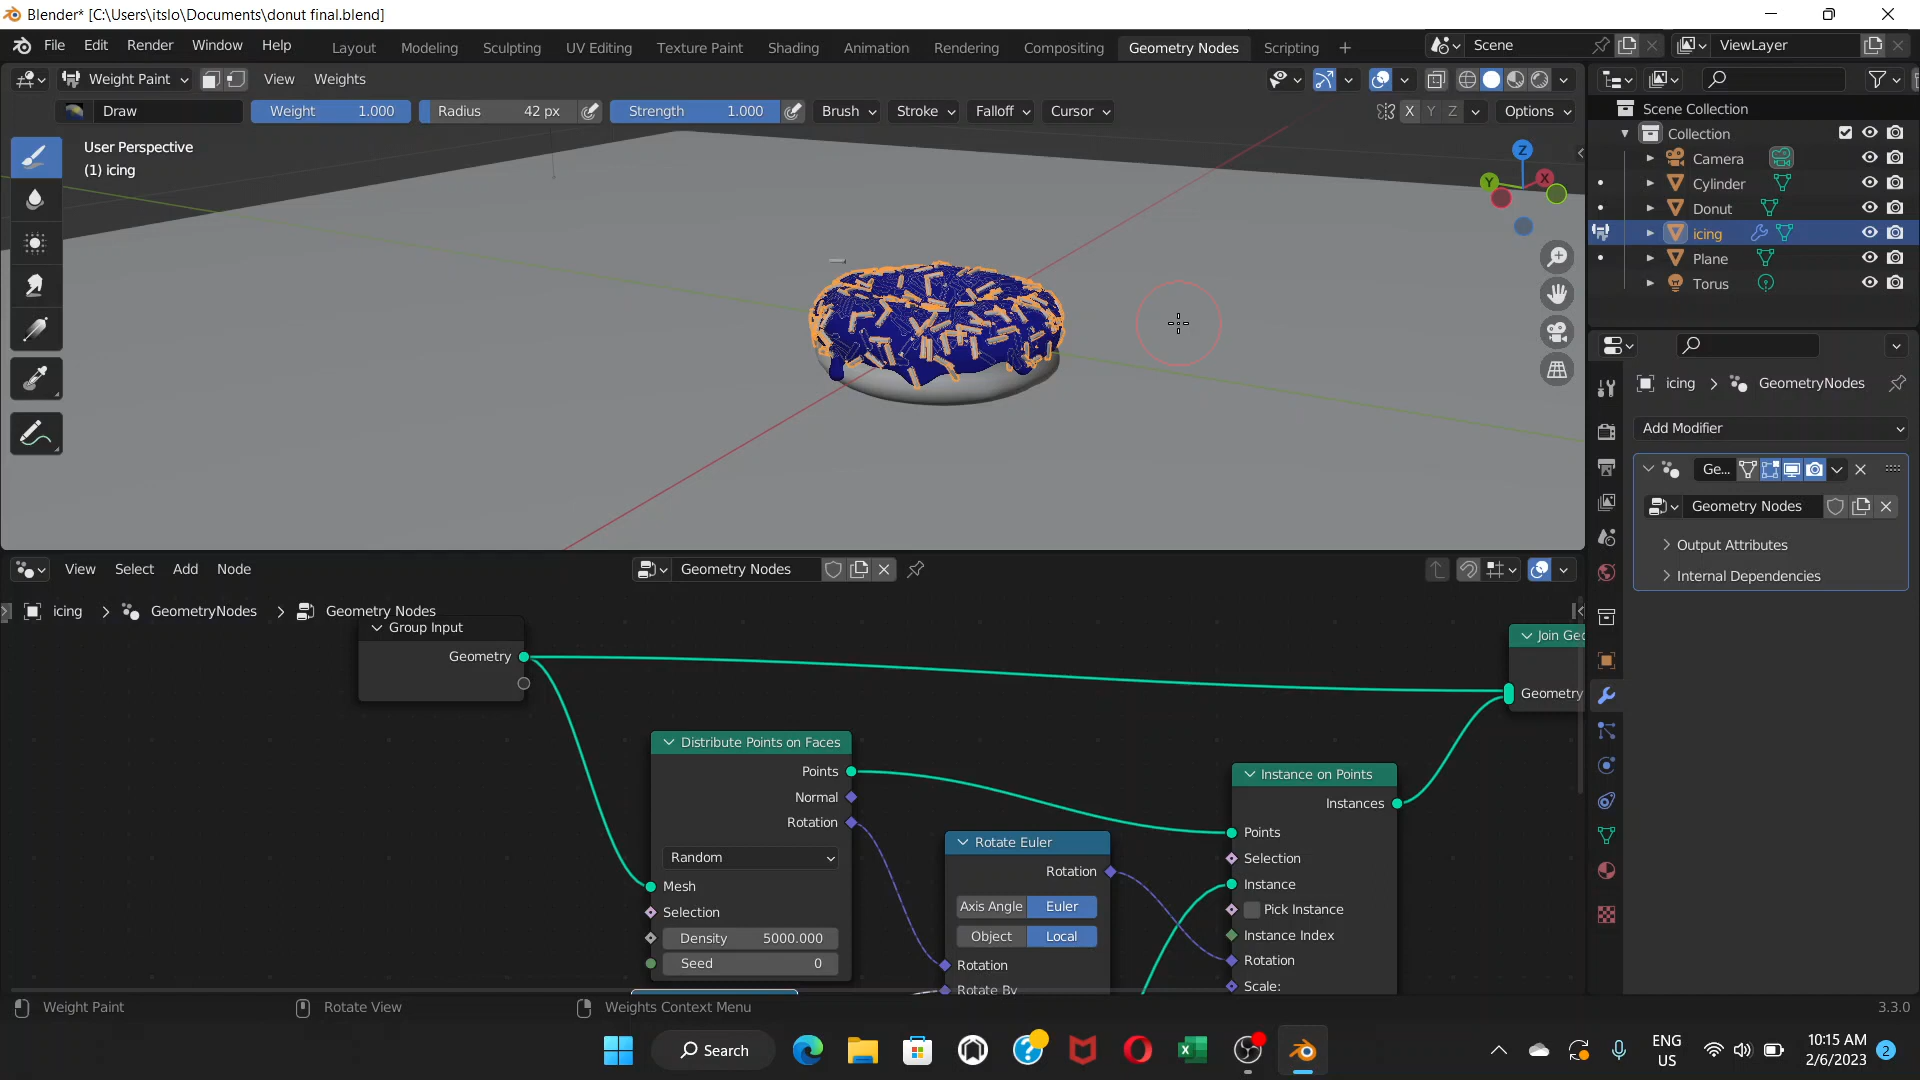 Blender* [C:\Users\itslo\Documents\donut final.blend]
File Edit Render Window Help Layout Modeling Sculpting UV Editing Texture Paint Shading Animation Rendering Compositing Geometry Nodes Scripting + Scene ViewLayer
Weight Paint View Weights
Draw Weight 1.000 Radius 42 px Strength 1.000 Brush Stroke Falloff Cursor X Y Z Options
User Perspective
(1) icing
Z
Y
X
Scene Collection
Collection
Camera
Cylinder
Donut
icing
Plane
Torus
icing > GeometryNodes
Add Modifier
Ge...
Geometry Nodes
> Output Attributes
> Internal Dependencies
View Select Add Node Geometry Nodes
icing > GeometryNodes > Geometry Nodes
Group Input
Geometry
Join Geo
Geometry
Distribute Points on Faces
Points
Normal
Rotation
Random
Mesh
Selection
Density 5000.000
Seed 0
Rotate Euler
Rotation
Axis Angle Euler
Object Local
Rotation
Rotate By
Instance on Points
Instances
Points
Selection
Instance
Pick Instance
Instance Index
Rotation
Scale:
Weight Paint Rotate View Weights Context Menu 3.3.0
Search
ENG
US
10:15 AM
2/6/2023
2